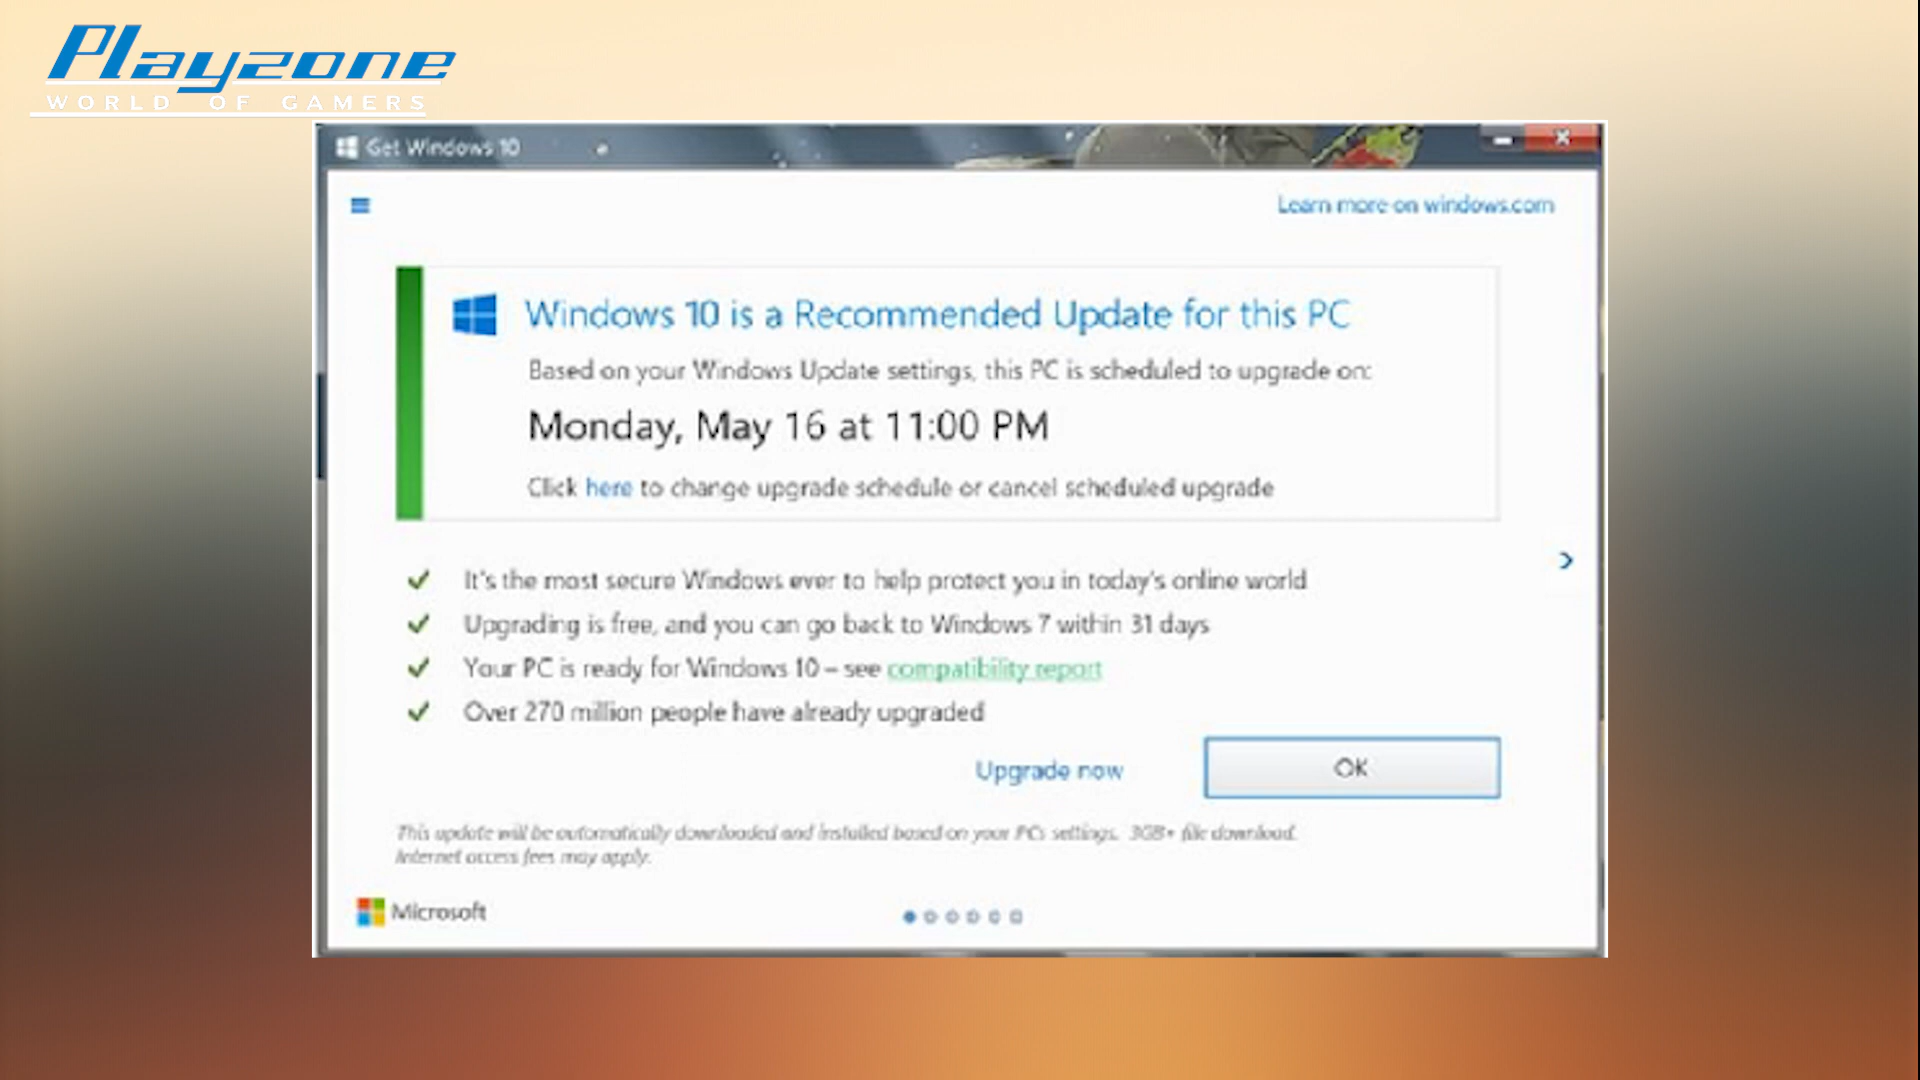 Playzone
WORLD OF GAMERS
Get Windows 10
Learn more on windows.com
Windows 10 is a Recommended Update for this PC
Based on your Windows Update settings, this PC is scheduled to upgrade on:
Monday, May 16 at 11:00 PM
Click here to change upgrade schedule or cancel scheduled upgrade
It's the most secure Windows ever to help protect you in today's online world
Upgrading is free, and you can go back to Windows 7 within 31 days
Your PC is ready for Windows 10 – see compatibility report
Over 270 million people have already upgraded
Upgrade now
OK
This update will be automatically downloaded and installed based on your PCs settings. 3GB+ file download.
Internet access fees may apply.
Microsoft